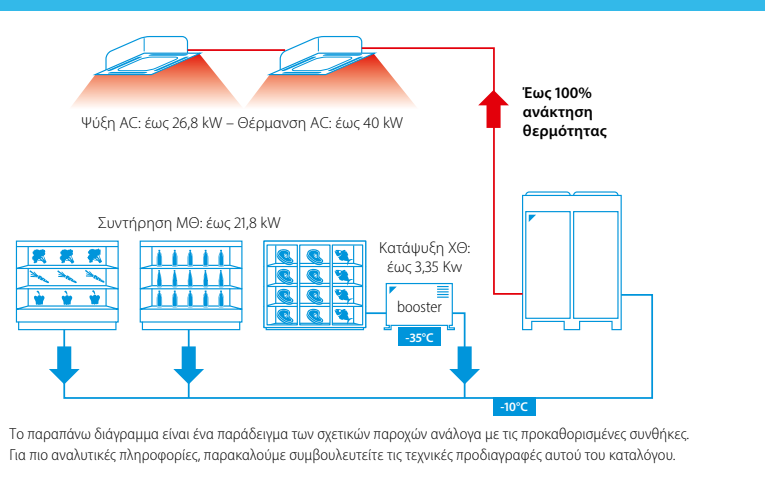 Έως 100%
ανάκτηση
θερμότητας
Ψύξη AC: έως 26,8 kW – Θέρμανση AC: έως 40 kW
Συντήρηση ΜΘ: έως 21,8 kW
Κατάψυξη ΧΘ:
έως 3,35 Kw
booster
-35°C
-10°C
Το παραπάνω διάγραμμα είναι ένα παράδειγμα των σχετικών παροχών ανάλογα με τις προκαθορισμένες συνθήκες.
Για πιο αναλυτικές πληροφορίες, παρακαλούμε συμβουλευτείτε τις τεχνικές προδιαγραφές αυτού του καταλόγου.